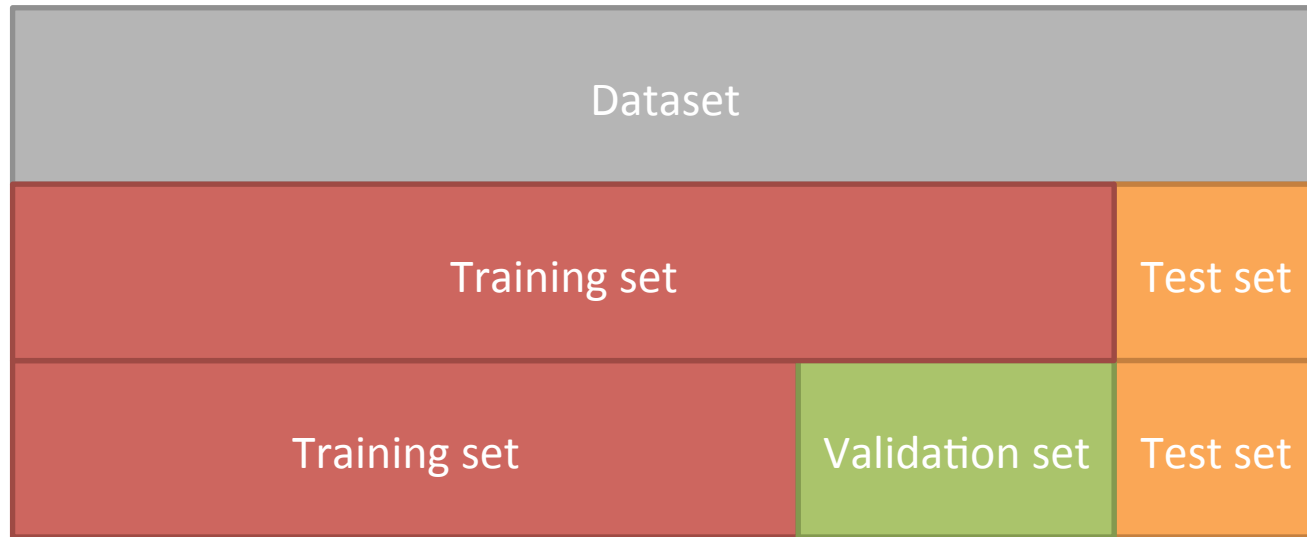 Dataset
Training set Test set
Training set Validation set Test set